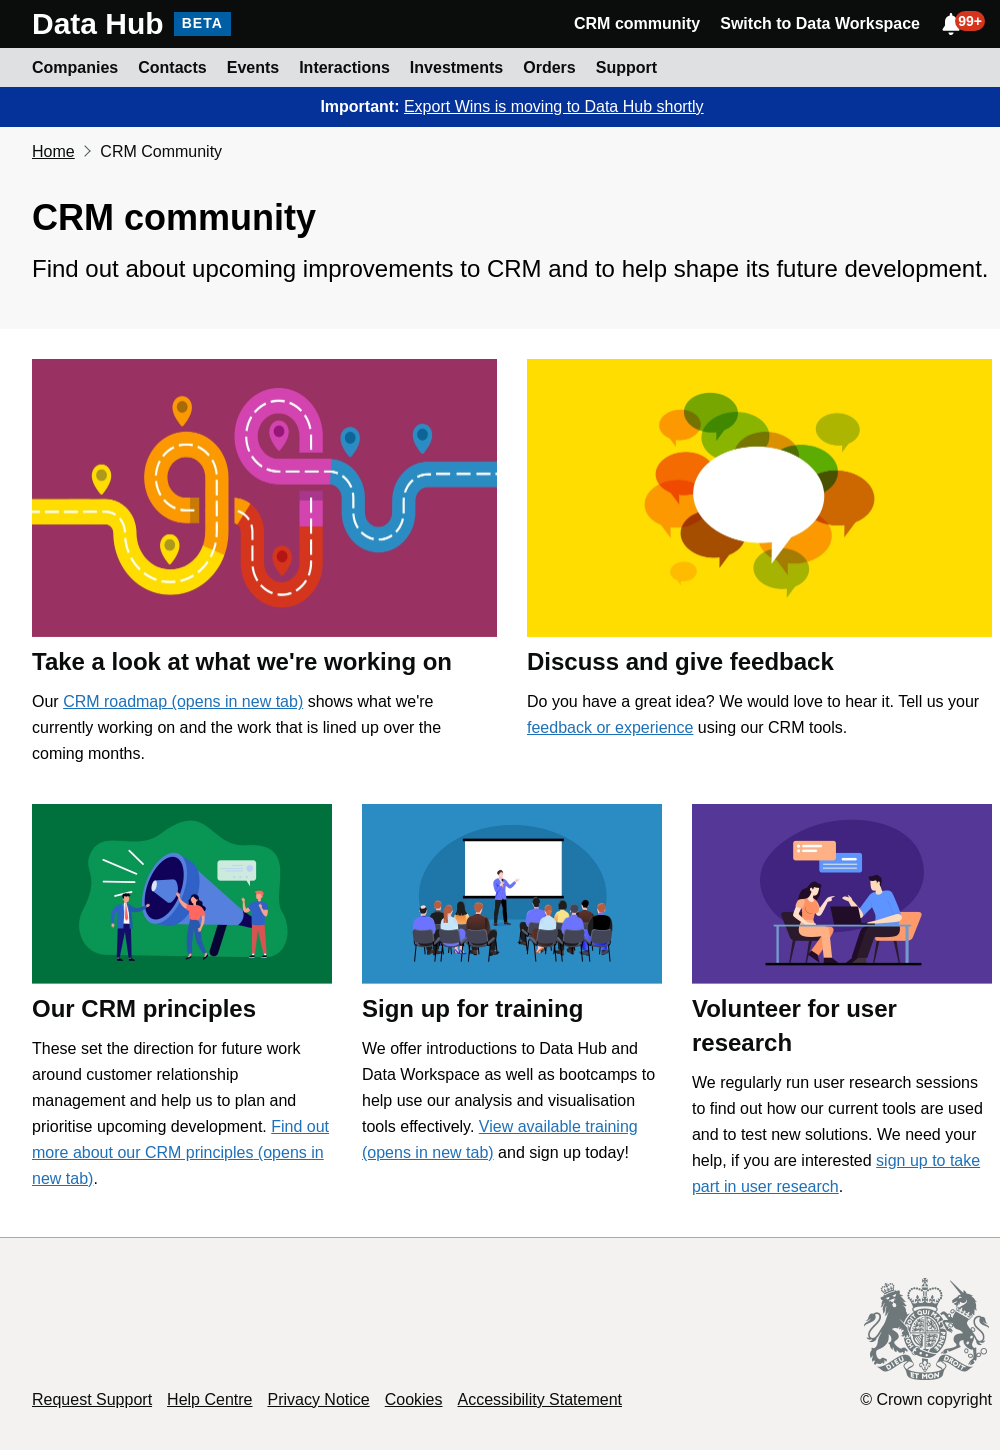 Data Hub BETA
CRM community Switch to Data Workspace 99+
Companies Contacts Events Interactions Investments Orders Support
Important: Export Wins is moving to Data Hub shortly
Home CRM Community
CRM community
Find out about upcoming improvements to CRM and to help shape its future development.
Take a look at what we're working on
Our CRM roadmap (opens in new tab) shows what we're
currently working on and the work that is lined up over the
coming months.
Discuss and give feedback
Do you have a great idea? We would love to hear it. Tell us your
feedback or experience using our CRM tools.
Our CRM principles
These set the direction for future work
around customer relationship
management and help us to plan and
prioritise upcoming development. Find out
more about our CRM principles (opens in
new tab).
Sign up for training
We offer introductions to Data Hub and
Data Workspace as well as bootcamps to
help use our analysis and visualisation
tools effectively. View available training
(opens in new tab) and sign up today!
Volunteer for user
research
We regularly run user research sessions
to find out how our current tools are used
and to test new solutions. We need your
help, if you are interested sign up to take
part in user research.
DIEU ET MON DROIT
Request Support Help Centre Privacy Notice Cookies Accessibility Statement
© Crown copyright